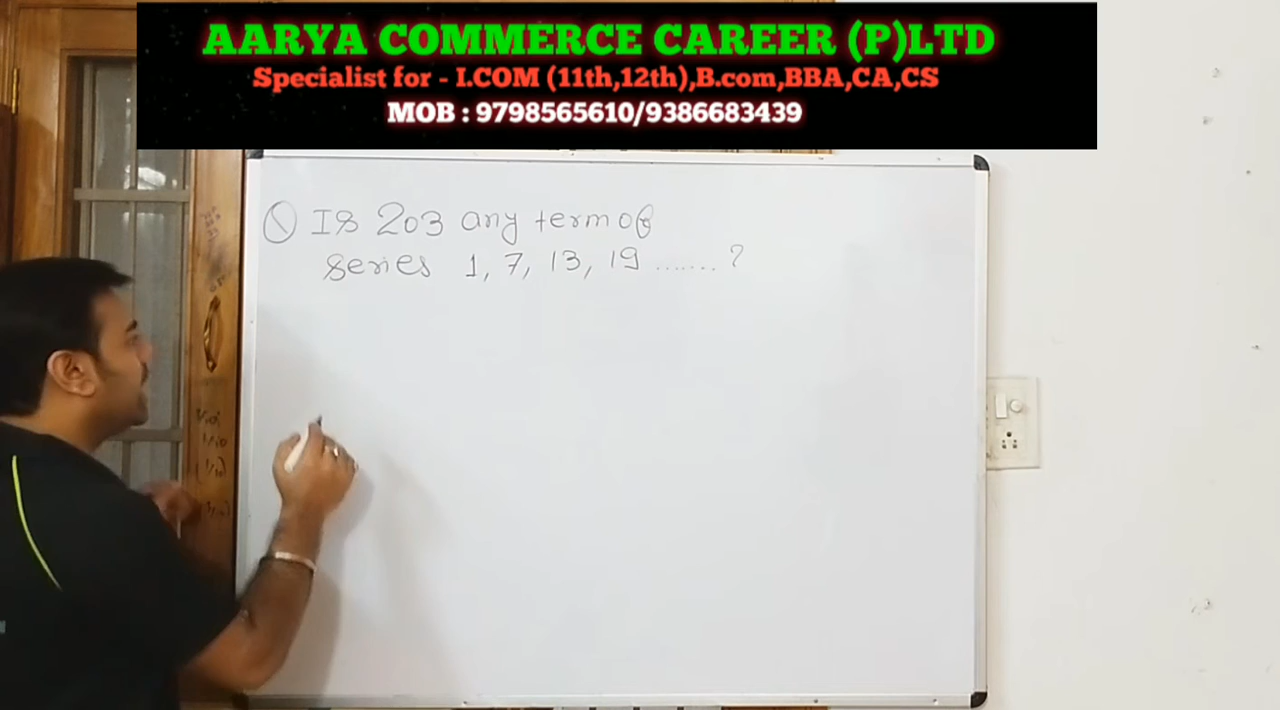 AARYA COMMERCE CAREER (P)LTD
Specialist for - I.COM (11th,12th),B.com,BBA,CA,CS
MOB : 9798565610/9386683439
Is 203 any term of
series 1, 7, 13, 19 ....... ?